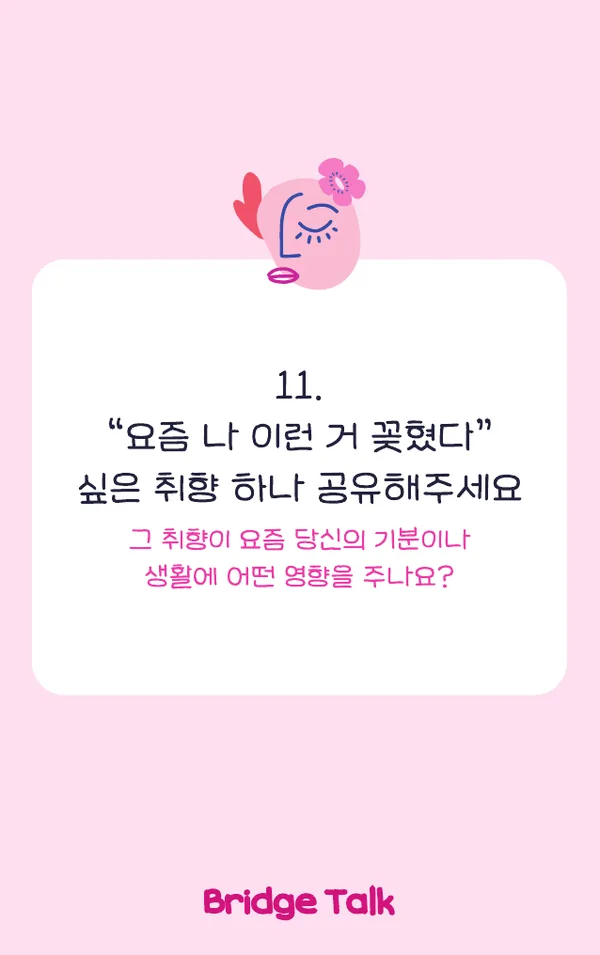 11.
“요즘 나 이런 거 꽂혔다”
싶은 취향 하나 공유해주세요
그 취향이 요즘 당신의 기분이나
생활에 어떤 영향을 주나요?
Bridge Talk